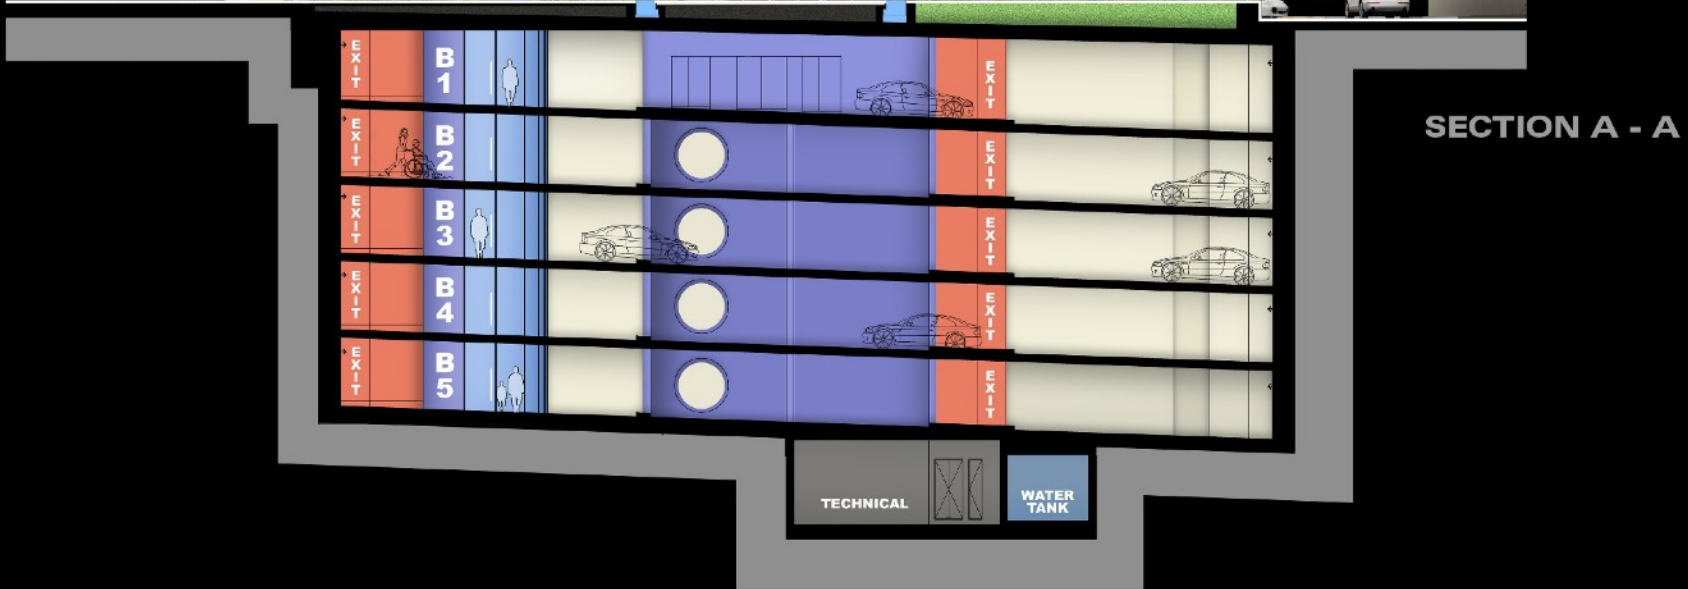 SECTION A - A
EXIT
B1
EXIT
EXIT
B2
EXIT
EXIT
B3
EXIT
EXIT
B4
EXIT
EXIT
B5
EXIT
TECHNICAL
WATER
TANK